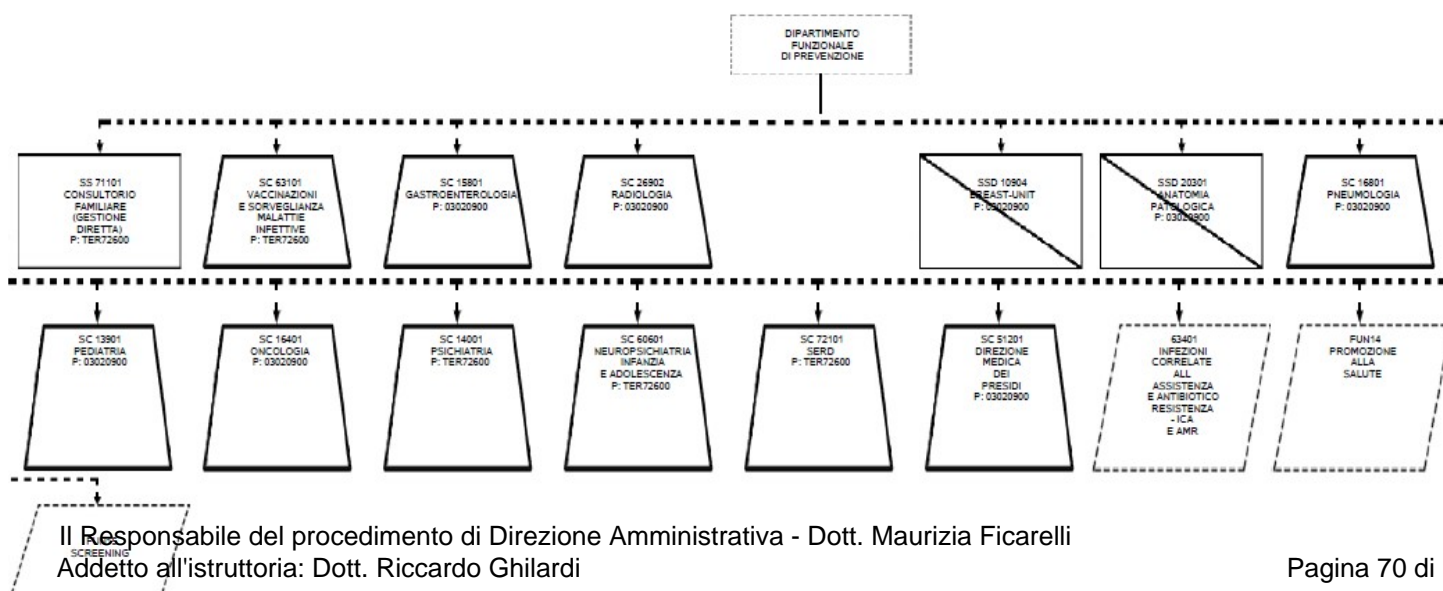 DIPARTIMENTO
FUNZIONALE
DI PREVENZIONE
SS 71101
CONSULTORIO
FAMILIARE
(GESTIONE
DIRETTA)
P: TER72600
SC 63101
VACCINAZIONI
E SORVEGLIANZA
MALATTIE
INFETTIVE
P: TER72600
SC 15801
GASTROENTEROLOGIA
P: 03020900
SC 26902
RADIOLOGIA
P: 03020900
SSD 10904
BREAST-UNIT
P: 03020900
SSD 20301
ANATOMIA
PATOLOGICA
P: 03020900
SC 16801
PNEUMOLOGIA
P: 03020900
SC 13901
PEDIATRIA
P: 03020900
SC 16401
ONCOLOGIA
P: 03020900
SC 14001
PSICHIATRIA
P: TER72600
SC 60601
NEUROPSICHIATRIA
INFANZIA
E ADOLESCENZA
P: TER72600
SC 72101
SERD
P: TER72600
SC 51201
DIREZIONE
MEDICA
DEI
PRESIDI
P: 03020900
63401
INFEZIONI
CORRELATE
ALL
ASSISTENZA
E ANTIBIOTICO
RESISTENZA
- ICA
E AMR
FUN14
PROMOZIONE
ALLA
SALUTE
SCREENING
Il Responsabile del procedimento di Direzione Amministrativa - Dott. Maurizia Ficarelli
Addetto all'istruttoria: Dott. Riccardo Ghilardi
Pagina 70 di